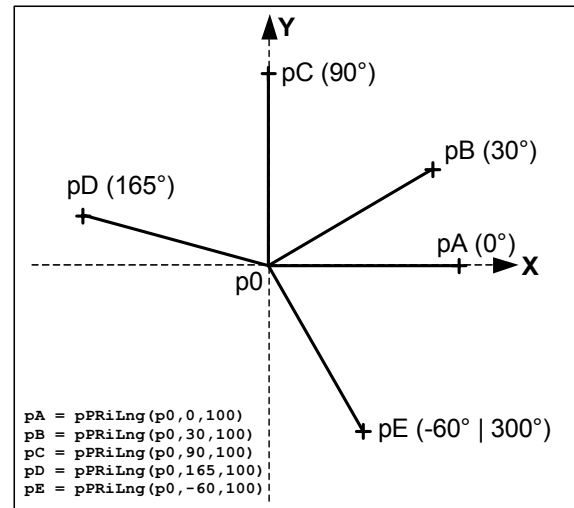 Y
pC (90°)
pB (30°)
pD (165°)
pA (0°)
X
p0
pE (-60° | 300°)
pA = pPRiLng(p0,0,100)
pB = pPRiLng(p0,30,100)
pC = pPRiLng(p0,90,100)
pD = pPRiLng(p0,165,100)
pE = pPRiLng(p0,-60,100)